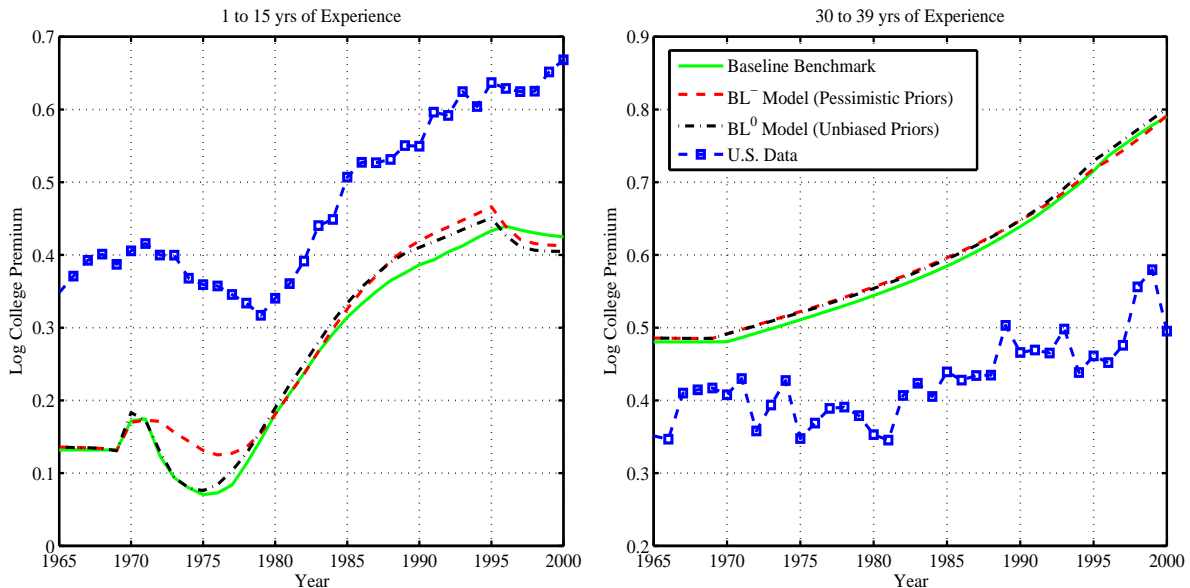 1 to 15 yrs of Experience
0.7
0.6
0.5
0.4
0.3
0.2
0.1
0
Log College Premium
1965 1970 1975 1980 1985 1990 1995 2000
Year
30 to 39 yrs of Experience
0.9
0.8
0.7
0.6
0.5
0.4
0.3
0.2
Log College Premium
Baseline Benchmark
BL⁻ Model (Pessimistic Priors)
BL⁰ Model (Unbiased Priors)
U.S. Data
1965 1970 1975 1980 1985 1990 1995 2000
Year